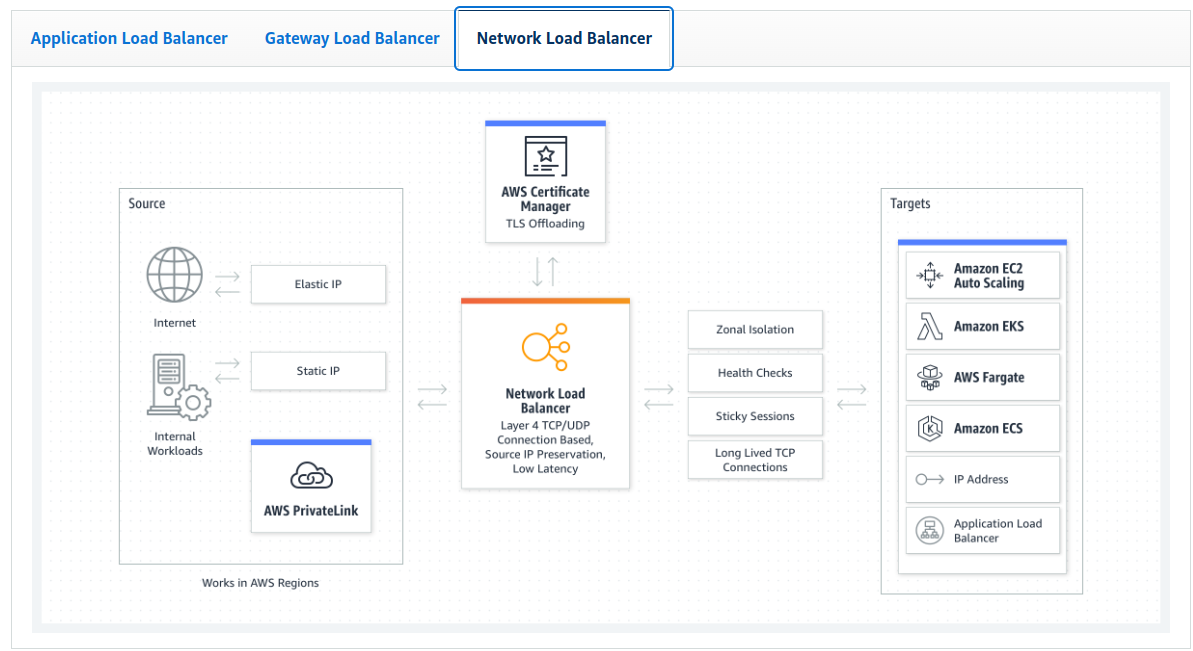 Application Load Balancer
Gateway Load Balancer
Network Load Balancer
Source
Internet
Elastic IP
Internal
Workloads
Static IP
AWS PrivateLink
Works in AWS Regions
AWS Certificate
Manager
TLS Offloading
Network Load
Balancer
Layer 4 TCP/UDP
Connection Based,
Source IP Preservation,
Low Latency
Zonal Isolation
Health Checks
Sticky Sessions
Long Lived TCP
Connections
Targets
Amazon EC2
Auto Scaling
Amazon EKS
AWS Fargate
K
Amazon ECS
IP Address
Application Load
Balancer